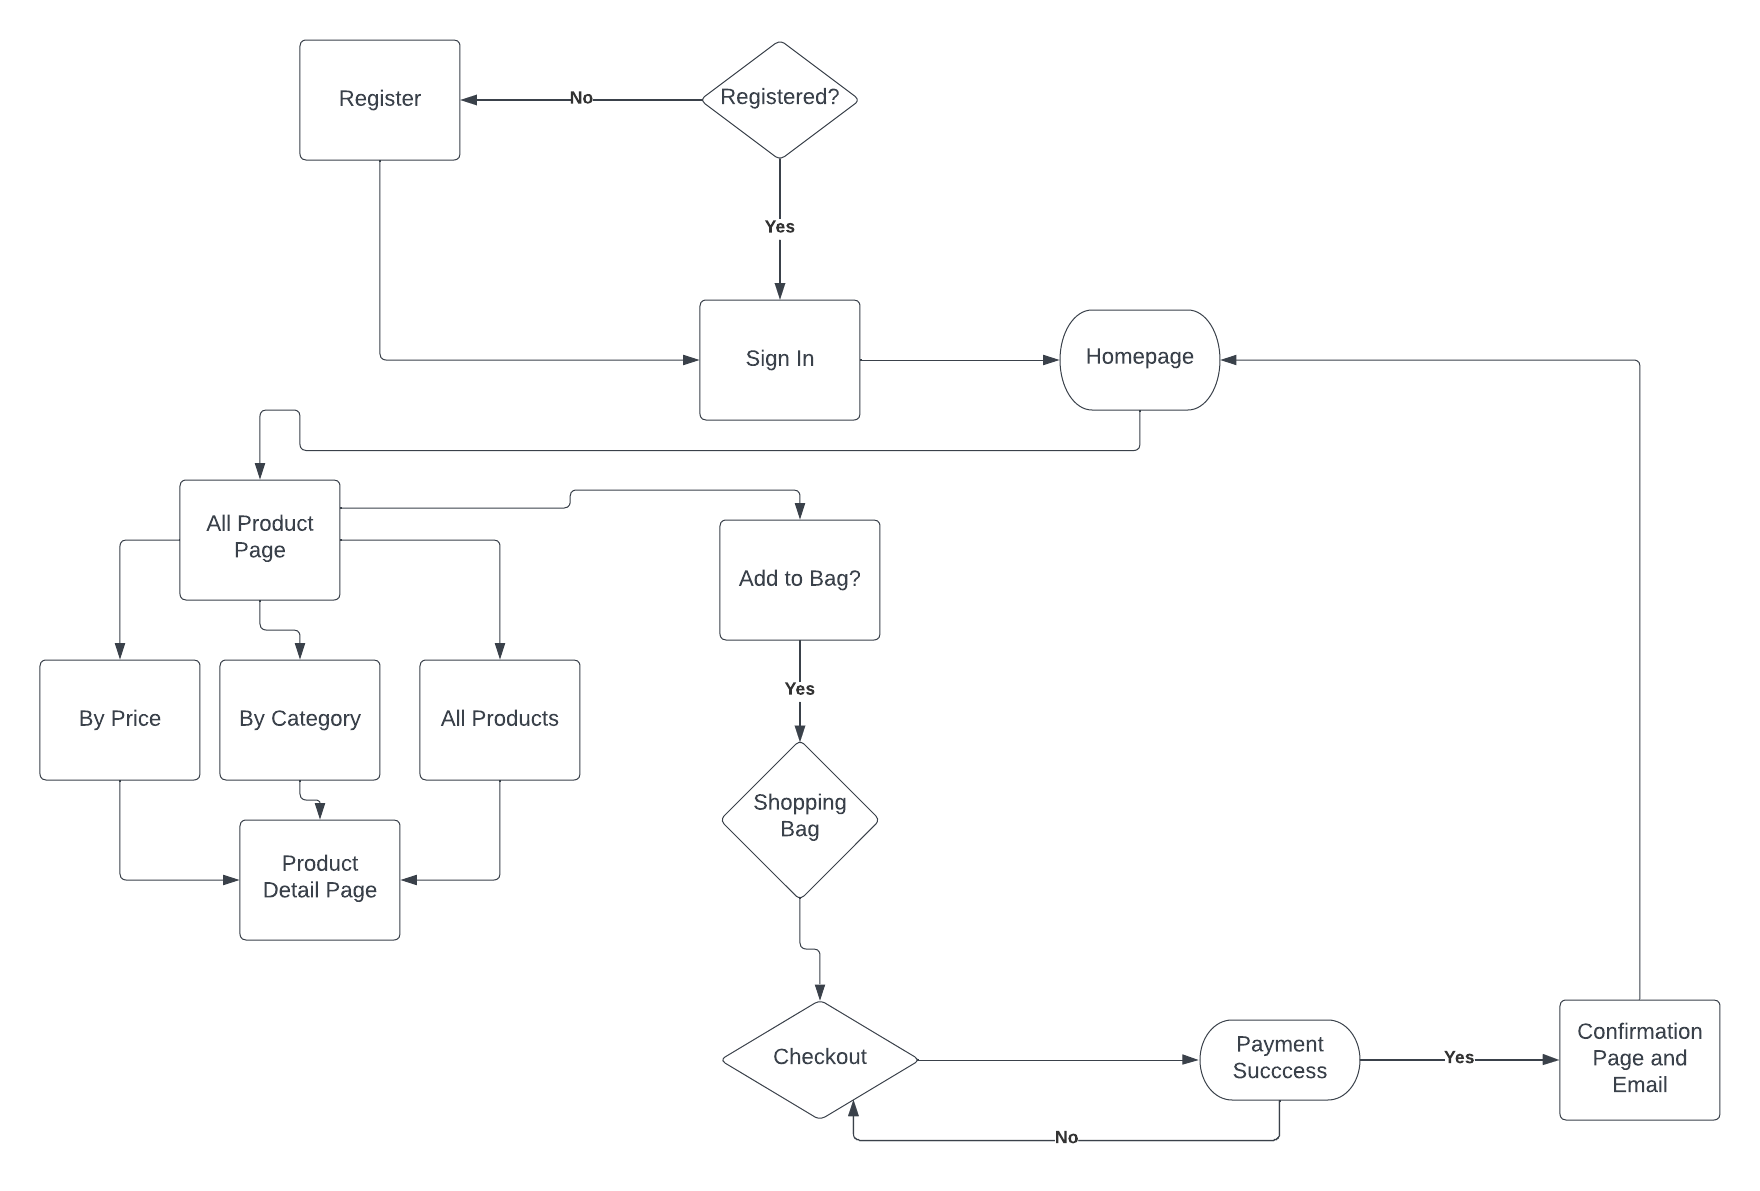 Register
No
Registered?
Yes
Sign In
Homepage
All Product
Page
Add to Bag?
Yes
By Price
By Category
All Products
Shopping
Bag
Product
Detail Page
Checkout
Payment
Succcess
Yes
Confirmation
Page and
Email
No